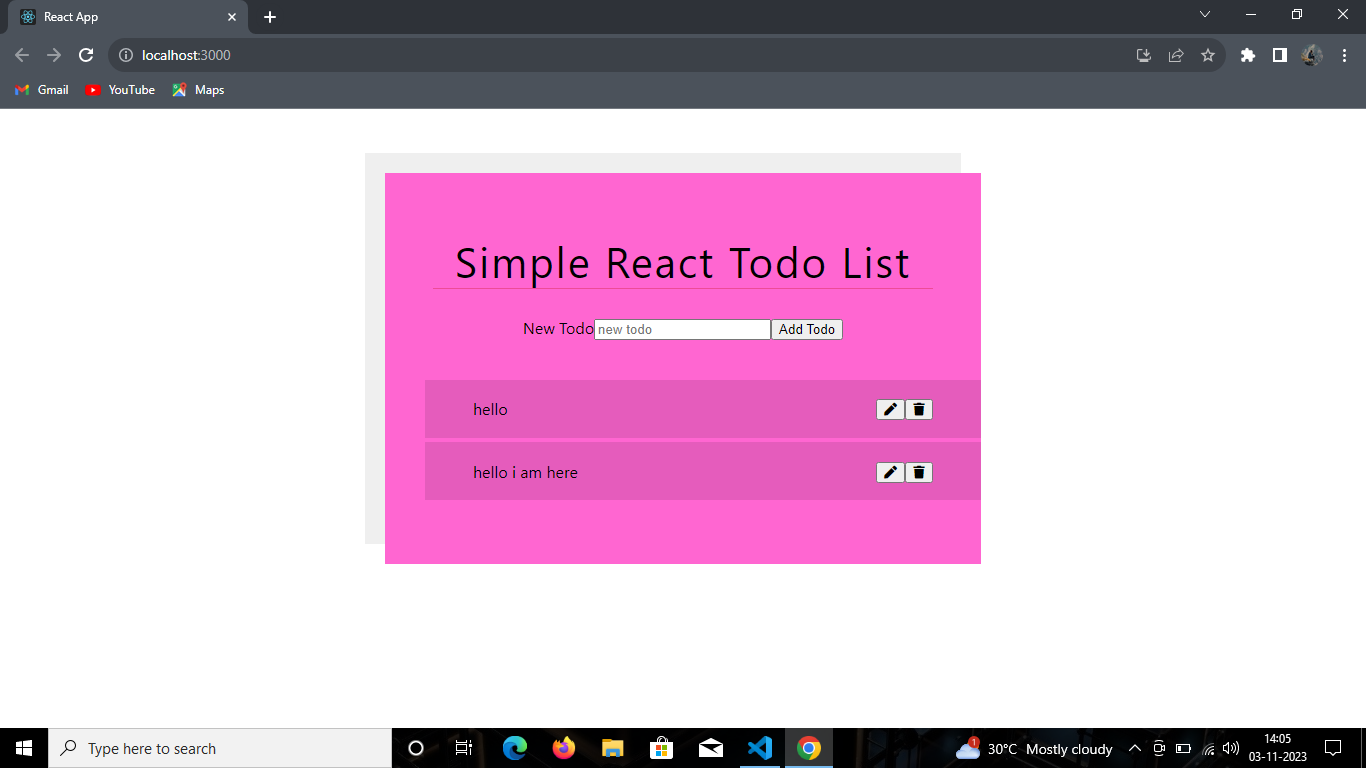 React App
localhost:3000
Gmail YouTube Maps
Simple React Todo List
New Todo new todo Add Todo
hello
hello i am here
Type here to search
1
30°C Mostly cloudy
14:05
03-11-2023